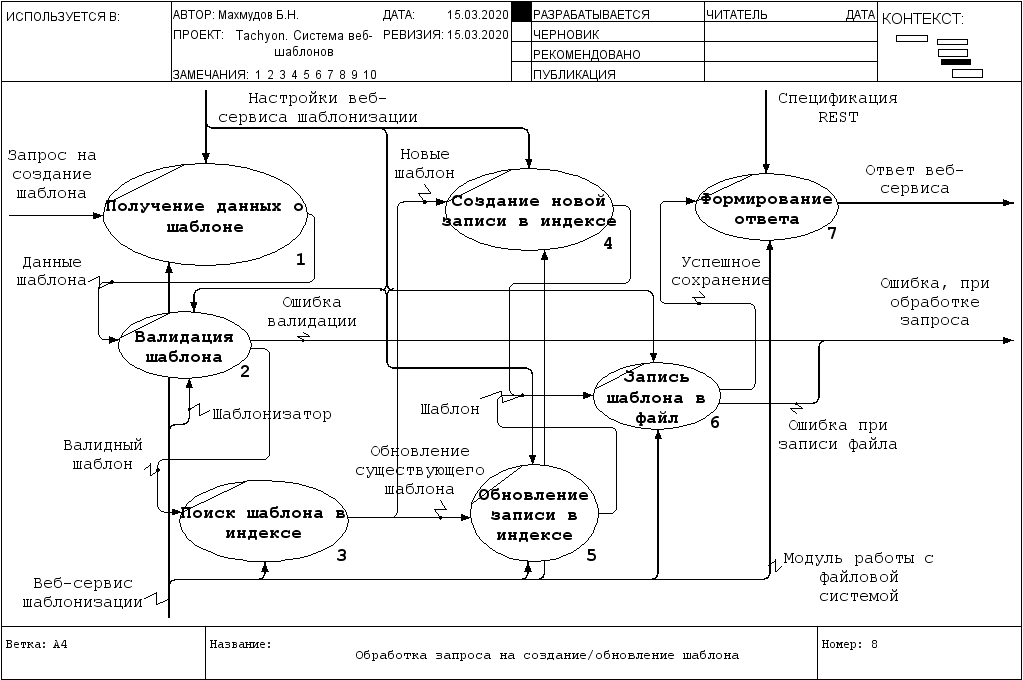 ИСПОЛЬЗУЕТСЯ В:
АВТОР: Махмудов Б.Н.
ДАТА: 15.03.2020
ПРОЕКТ: Tachyon. Система веб-
шаблонов
РЕВИЗИЯ: 15.03.2020
ЗАМЕЧАНИЯ: 1 2 3 4 5 6 7 8 9 10
РАЗРАБАТЫВАЕТСЯ
ЧЕРНОВИК
РЕКОМЕНДОВАНО
ПУБЛИКАЦИЯ
ЧИТАТЕЛЬ
ДАТА
КОНТЕКСТ:
Настройки веб-
сервиса шаблонизации
Спецификация
REST
Запрос на
создание
шаблона
Получение данных о
шаблоне
1
Новые
шаблон
Создание новой
записи в индексе
4
Формирование
ответа
7
Ответ веб-
сервиса
Данные
шаблона
Успешное
сохранение
Ошибка
валидации
Ошибка, при
обработке
запроса
Валидация
шаблона
2
Запись
шаблона в
файл
6
Шаблонизатор
Шаблон
Ошибка при
записи файла
Валидный
шаблон
Обновление
существующего
шаблона
Поиск шаблона в
индексе
3
Обновление
записи в
индексе
5
Веб-сервис
шаблонизации
Модуль работы с
файловой
системой
Ветка: A4
Название:
Обработка запроса на создание/обновление шаблона
Номер: 8